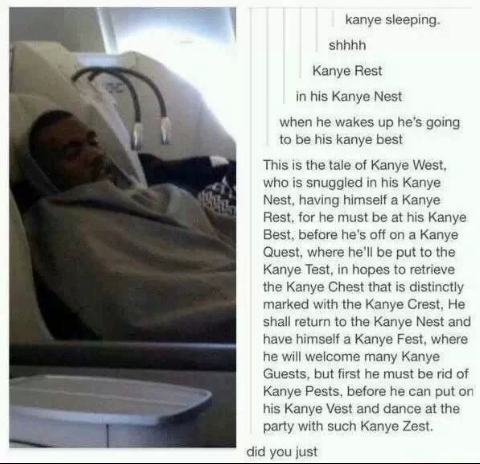 kanye sleeping.
shhhh
Kanye Rest
in his Kanye Nest
when he wakes up he's going
to be his kanye best
This is the tale of Kanye West,
who is snuggled in his Kanye
Nest, having himself a Kanye
Rest, for he must be at his Kanye
Best, before he's off on a Kanye
Quest, where he'll be put to the
Kanye Test, in hopes to retrieve
the Kanye Chest that is distinctly
marked with the Kanye Crest, He
shall return to the Kanye Nest and
have himself a Kanye Fest, where
he will welcome many Kanye
Guests, but first he must be rid of
Kanye Pests, before he can put on
his Kanye Vest and dance at the
party with such Kanye Zest.
did you just